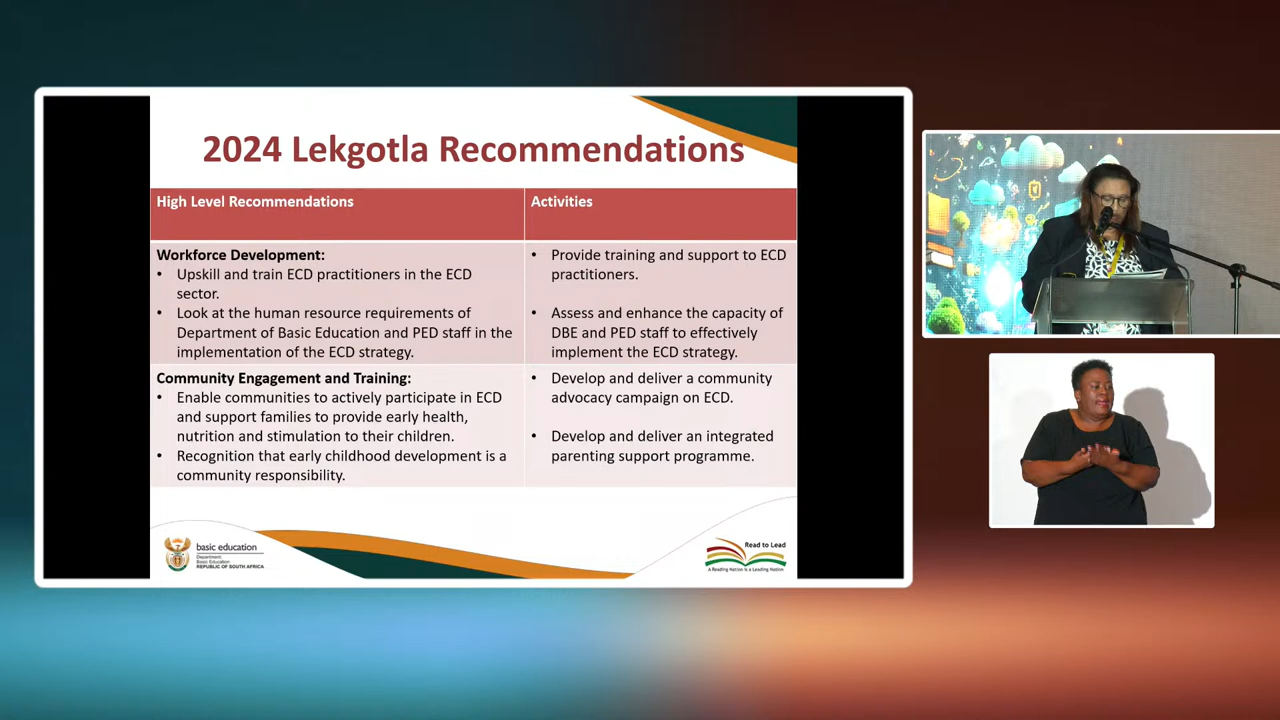 2024 Lekgotla Recommendations
High Level Recommendations
Activities
Workforce Development:
• Upskill and train ECD practitioners in the ECD
sector.
• Look at the human resource requirements of
Department of Basic Education and PED staff in the
implementation of the ECD strategy.
• Provide training and support to ECD
practitioners.
• Assess and enhance the capacity of
DBE and PED staff to effectively
implement the ECD strategy.
Community Engagement and Training:
• Enable communities to actively participate in ECD
and support families to provide early health,
nutrition and stimulation to their children.
• Recognition that early childhood development is a
community responsibility.
• Develop and deliver a community
advocacy campaign on ECD.
• Develop and deliver an integrated
parenting support programme.
basic education
Department:
Basic Education
REPUBLIC OF SOUTH AFRICA
Read to Lead
A Reading Nation is a Leading Nation